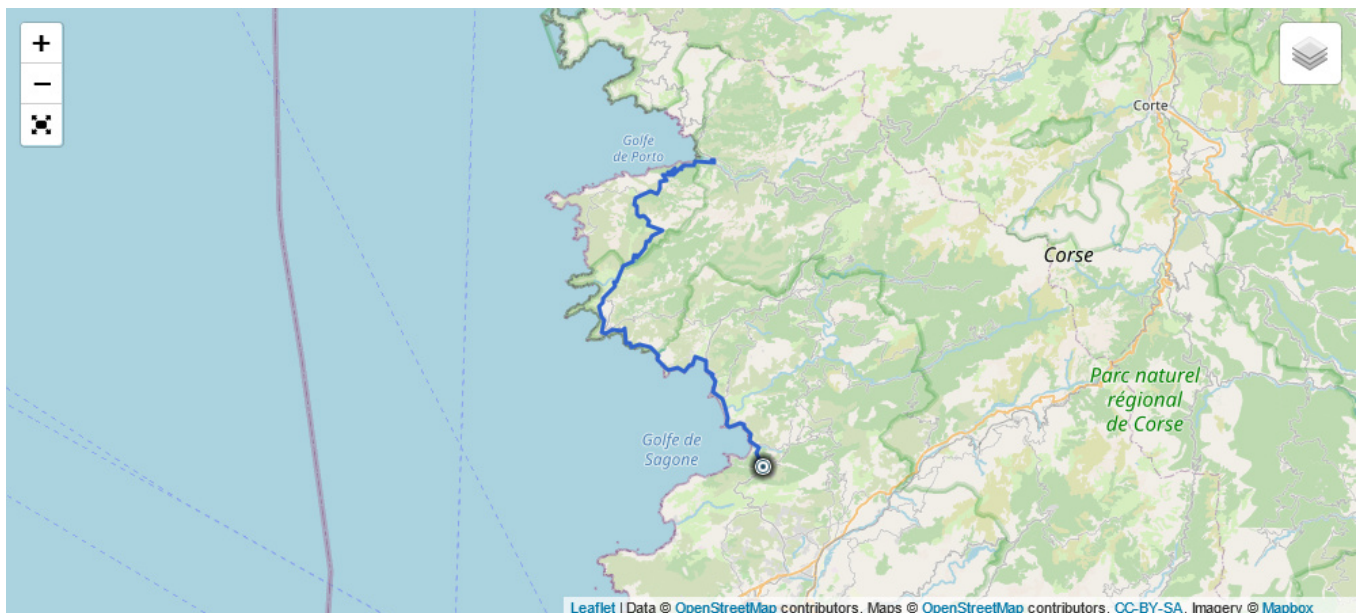 +
−
Golfe
de Porto
Corte
Corse
Parc naturel
régional
de Corse
Golfe de
Sagone
Leaflet | Data © OpenStreetMap contributors, Maps © OpenStreetMap contributors, CC-BY-SA, Imagery © Mapbox